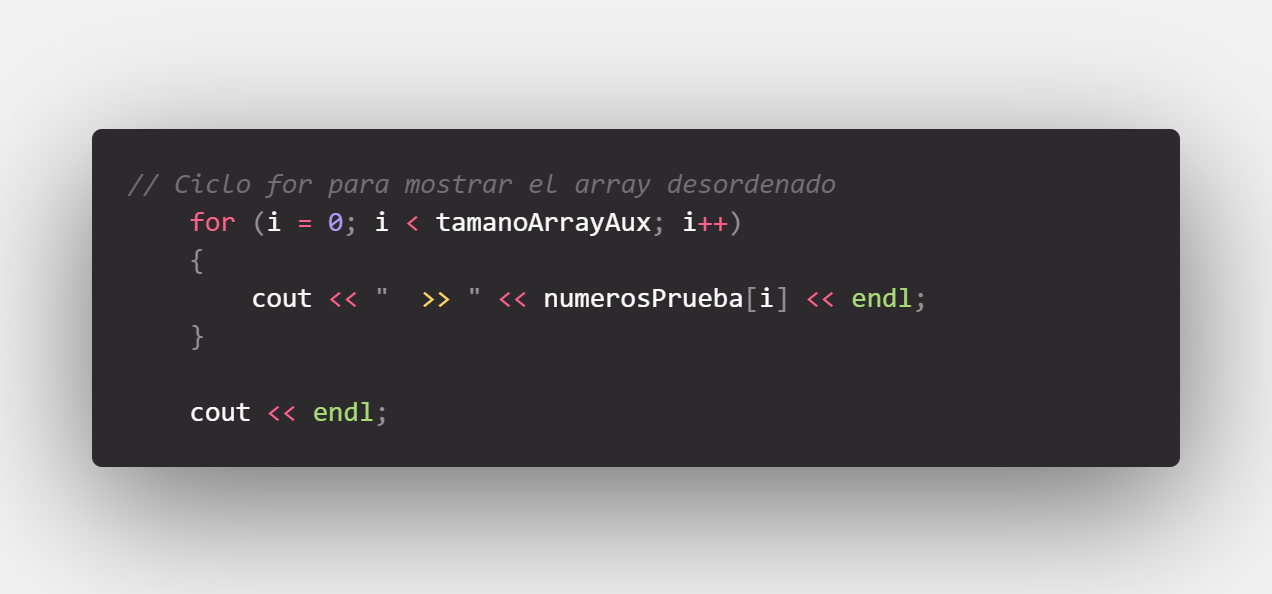 // Ciclo for para mostrar el array desordenado
    for (i = 0; i < tamanoArrayAux; i++)
    {
        cout << "  >> " << numerosPrueba[i] << endl;
    }

    cout << endl;